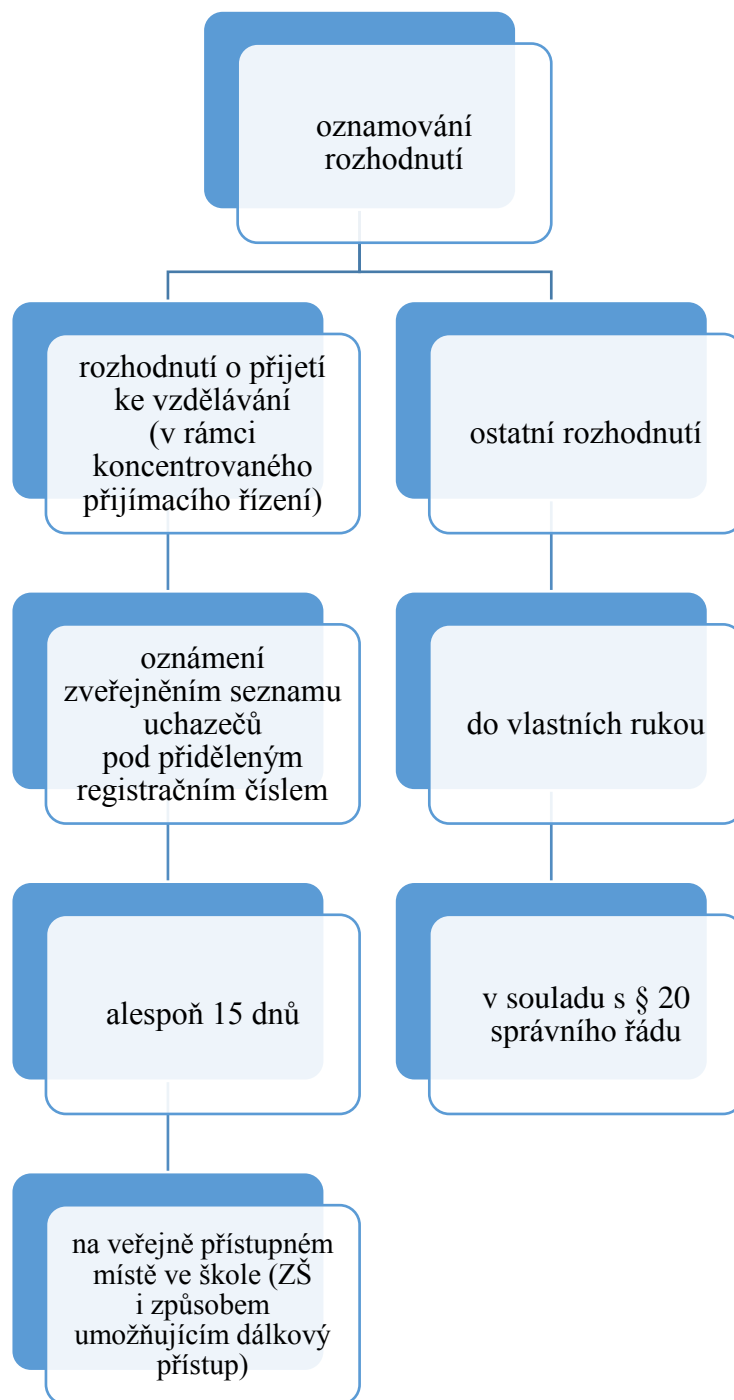 oznamování
rozhodnutí
rozhodnutí o přijetí
ke vzdělávání
(v rámci
koncentrovaného
přijímacího řízení)
oznámení
zveřejněním seznamu
uchazečů
pod přiděleným
registračním číslem
alespoň 15 dnů
na veřejně přístupném
místě ve škole (ZŠ
i způsobem
umožňujícím dálkový
přístup)
ostatní rozhodnutí
do vlastních rukou
v souladu s § 20
správního řádu